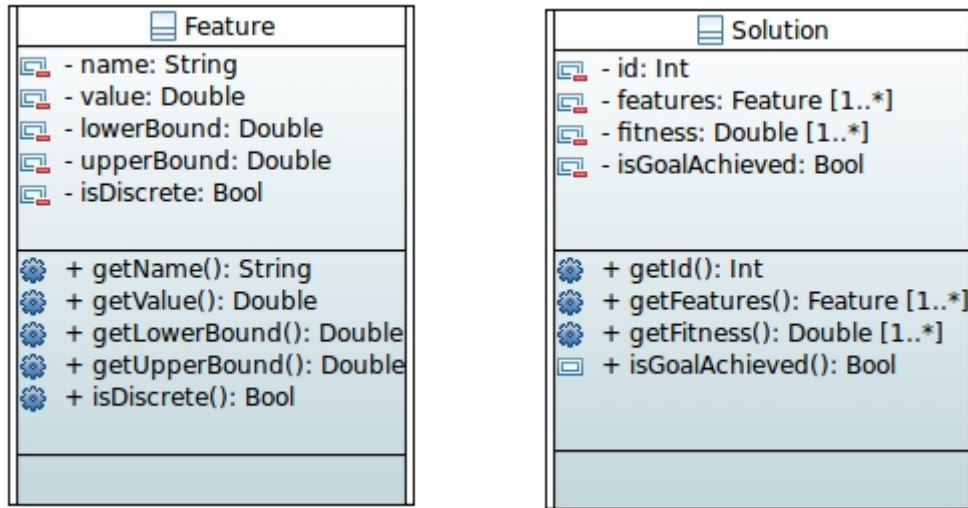 Feature
- name: String
- value: Double
- lowerBound: Double
- upperBound: Double
- isDiscrete: Bool
+ getName(): String
+ getValue(): Double
+ getLowerBound(): Double
+ getUpperBound(): Double
+ isDiscrete(): Bool
Solution
- id: Int
- features: Feature [1..*]
- fitness: Double [1..*]
- isGoalAchieved: Bool
+ getId(): Int
+ getFeatures(): Feature [1..*]
+ getFitness(): Double [1..*]
+ isGoalAchieved(): Bool